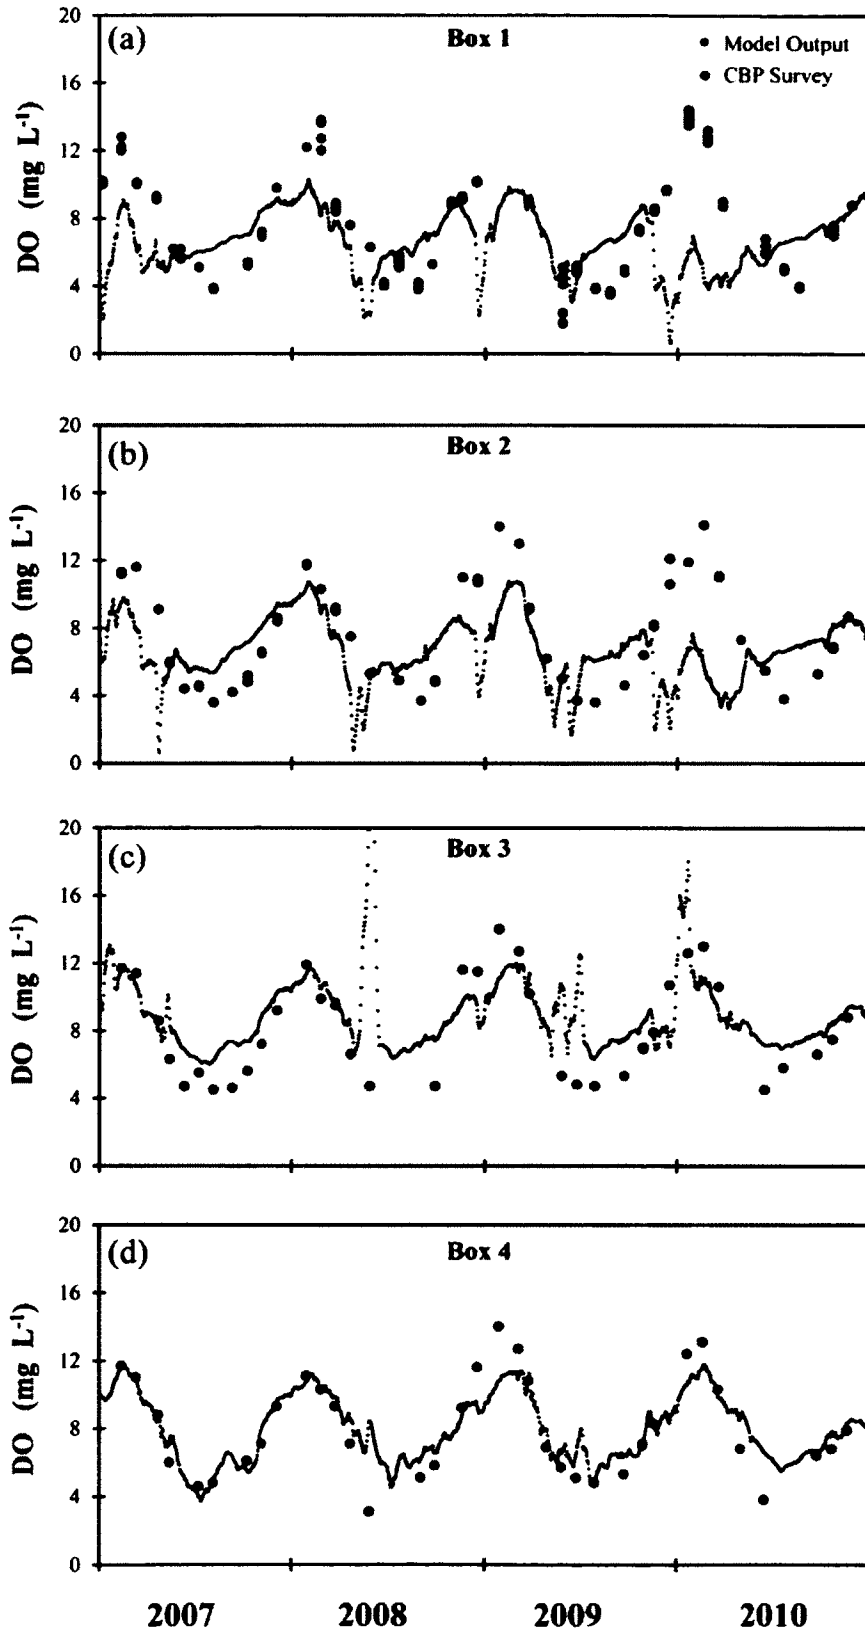 (a)
Box 1
Model Output
CBP Survey
20
16
12
8
4
0
DO (mg L-1)
(b)
Box 2
20
16
12
8
4
0
DO (mg L-1)
(c)
Box 3
20
16
12
8
4
0
DO (mg L-1)
(d)
Box 4
20
16
12
8
4
0
DO (mg L-1)
2007 2008 2009 2010